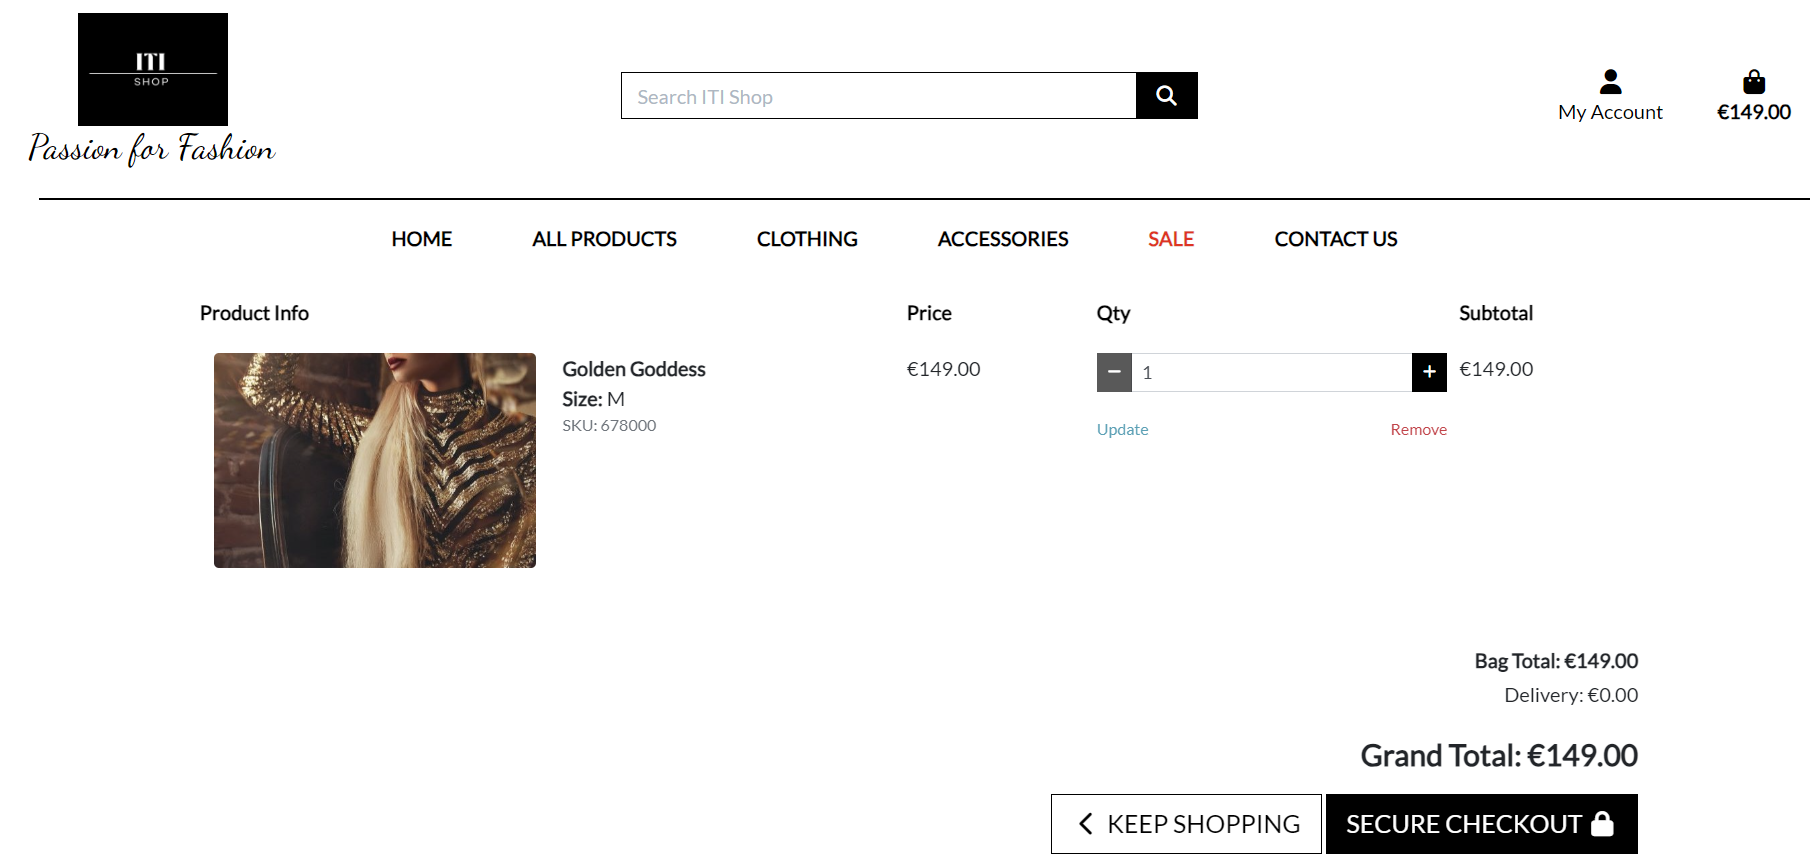 ITI
SHOP
Passion for Fashion
Search ITI Shop
My Account
€149.00
HOME
ALL PRODUCTS
CLOTHING
ACCESSORIES
SALE
CONTACT US
Product Info
Price
Qty
Subtotal
Golden Goddess
Size: M
SKU: 678000
€149.00
1
€149.00
Update
Remove
Bag Total: €149.00
Delivery: €0.00
Grand Total: €149.00
KEEP SHOPPING
SECURE CHECKOUT